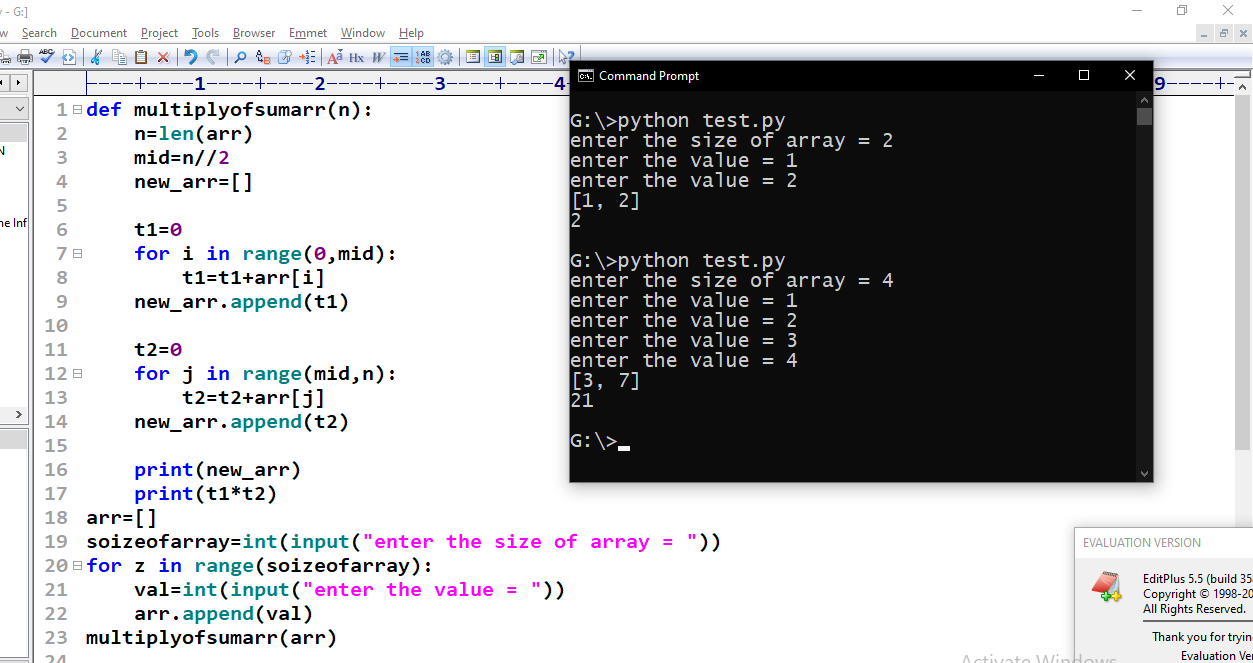 - G:]
w Search Document Project Tools Browser Emmet Window Help
ABC Hx W
1 2 3 4 9
1 def multiplyofsumarr(n):
2 n=len(arr)
3 mid=n//2
4 new_arr=[]
5
6 t1=0
7 for i in range(0,mid):
8 t1=t1+arr[i]
9 new_arr.append(t1)
10
11 t2=0
12 for j in range(mid,n):
13 t2=t2+arr[j]
14 new_arr.append(t2)
15
16 print(new_arr)
17 print(t1*t2)
18 arr=[]
19 soizeofarray=int(input("enter the size of array = "))
20 for z in range(soizeofarray):
21 val=int(input("enter the value = "))
22 arr.append(val)
23 multiplyofsumarr(arr)
24
N
ne Inf
Command Prompt
G:\>python test.py
enter the size of array = 2
enter the value = 1
enter the value = 2
[1, 2]
2
G:\>python test.py
enter the size of array = 4
enter the value = 1
enter the value = 2
enter the value = 3
enter the value = 4
[3, 7]
21
G:\>
EVALUATION VERSION
EditPlus 5.5 (build 35
Copyright © 1998-20
All Rights Reserved.
Thank you for tryin
Evaluation Ve
Activate Windows